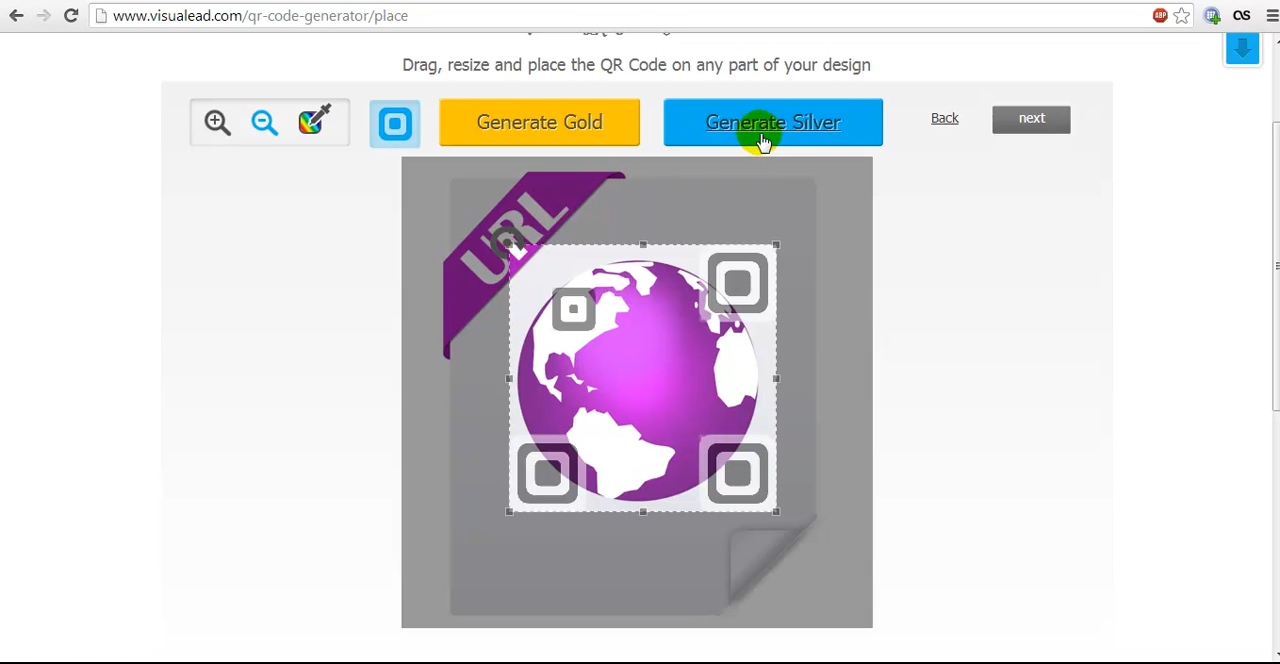 www.visualead.com/qr-code-generator/place
ABP
Drag, resize and place the QR Code on any part of your design
Generate Gold
Generate Silver
Back
next
URL